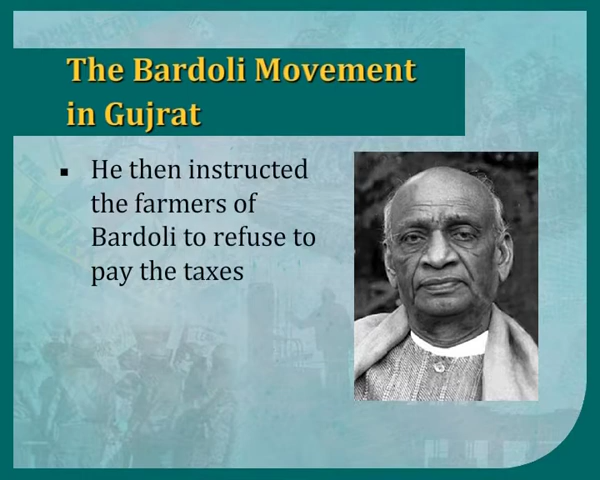 The Bardoli Movement
in Gujrat
▪ He then instructed
the farmers of
Bardoli to refuse to
pay the taxes